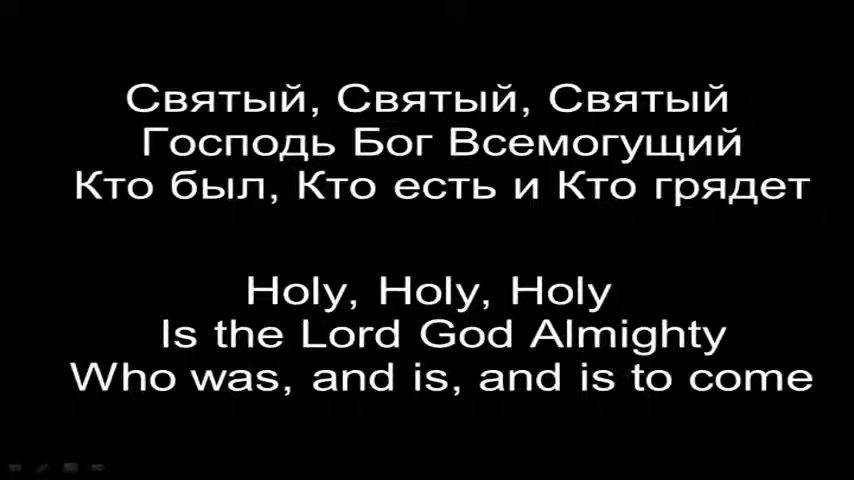 Святый, Святый, Святый
Господь Бог Всемогущий
Кто был, Кто есть и Кто грядет
Holy, Holy, Holy
Is the Lord God Almighty
Who was, and is, and is to come